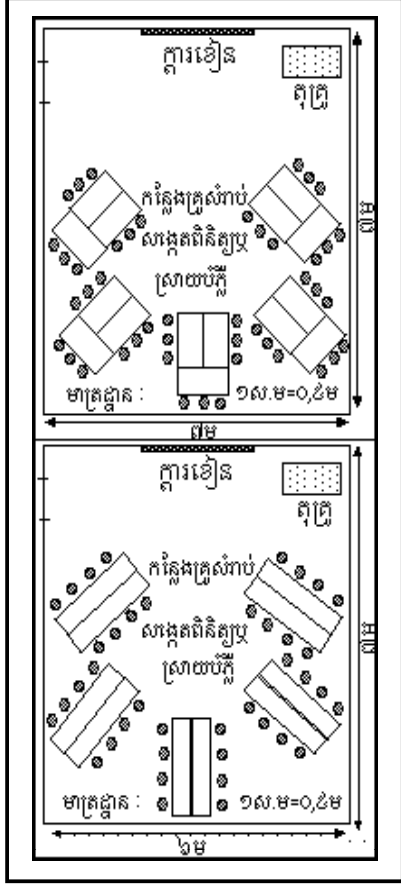 ក្តារខៀន
តុគ្រូ
កន្លែងគ្រូសំរាប់
សង្កេតពិនិត្យឬ
ស្រាយបំភ្លឺ
៧ម
មាត្រដ្ឋាន : ១ស.ម=០,៥ម
៧ម
ក្តារខៀន
តុគ្រូ
កន្លែងគ្រូសំរាប់
សង្កេតពិនិត្យឬ
ស្រាយបំភ្លឺ
៧ម
មាត្រដ្ឋាន : ១ស.ម=០,៥ម
៦ម